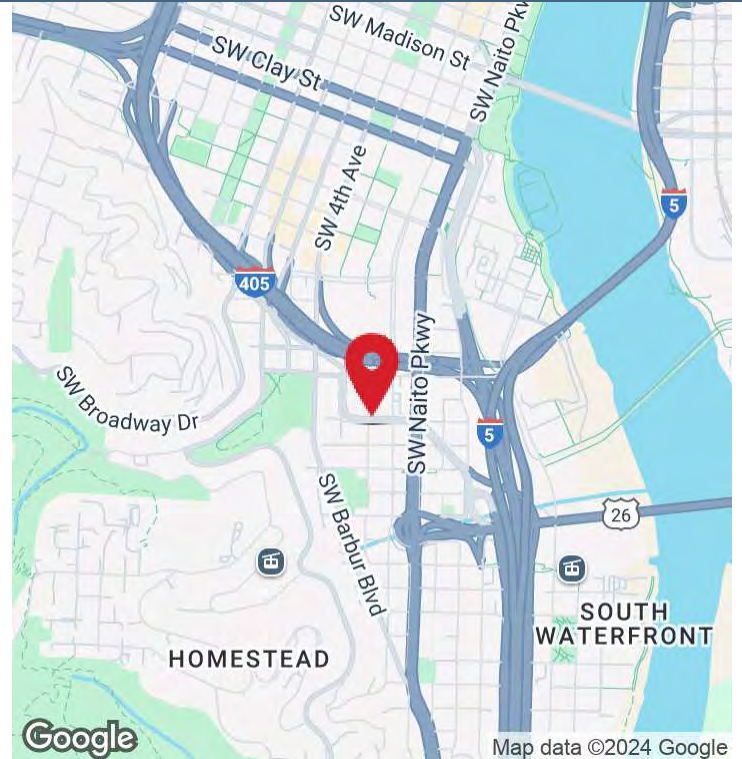 SW Madison St
SW Clay St
SW Naito Pkwy
SW 4th Ave
5
405
SW Naito Pkwy
SW Broadway Dr
5
SW Barbur Blvd
26
SOUTH
WATERFRONT
HOMESTEAD
Google
Map data ©2024 Google